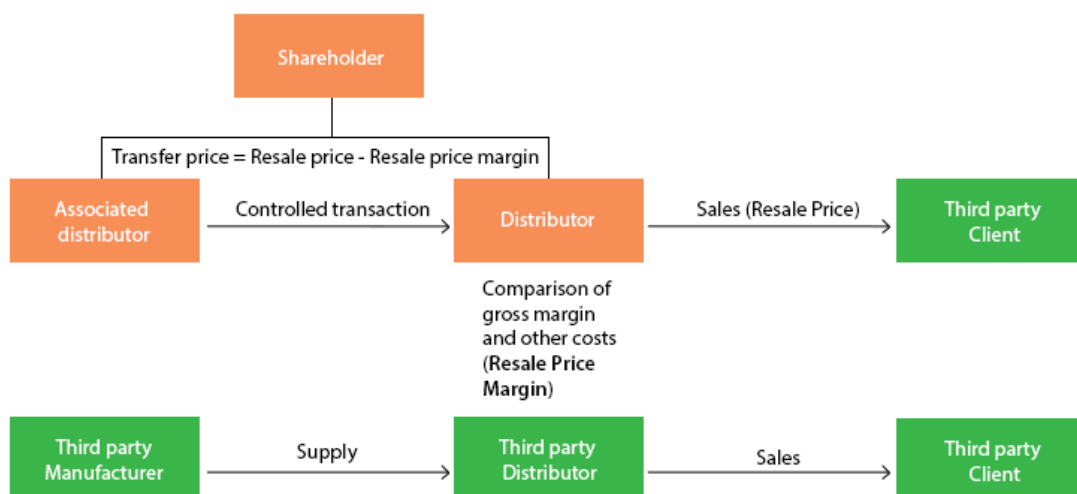 Shareholder
Transfer price = Resale price - Resale price margin
Associated
distributor
Controlled transaction
Distributor
Sales (Resale Price)
Third party
Client
Comparison of
gross margin
and other costs
(Resale Price
Margin)
Third party
Manufacturer
Supply
Third party
Distributor
Sales
Third party
Client